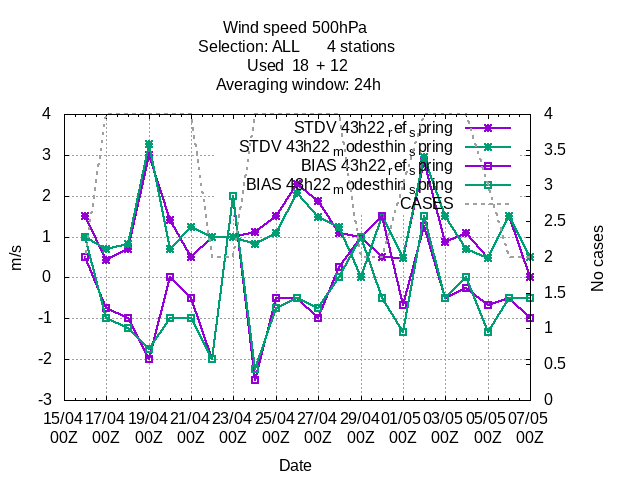 Wind speed 500hPa
Selection: ALL 4 stations
Used 18 + 12
Averaging window: 24h
4 4
STDV 43h22_ref_spring
3.5
STDV 43h22_modesthin_spring
3
BIAS 43h22_ref_spring
3
BIAS 43h22_modesthin_spring
2
CASES
2.5
1
m/s
0
2
No cases
1.5
-1
1
-2
0.5
-3 0
15/04 17/04 19/04 21/04 23/04 25/04 27/04 29/04 01/05 03/05 05/05 07/05
00Z 00Z 00Z 00Z 00Z 00Z 00Z 00Z 00Z 00Z 00Z 00Z
Date